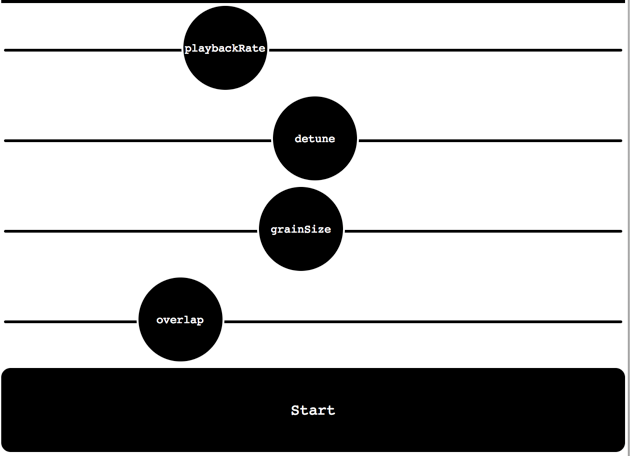 playbackRate
detune
grainSize
overlap
Start